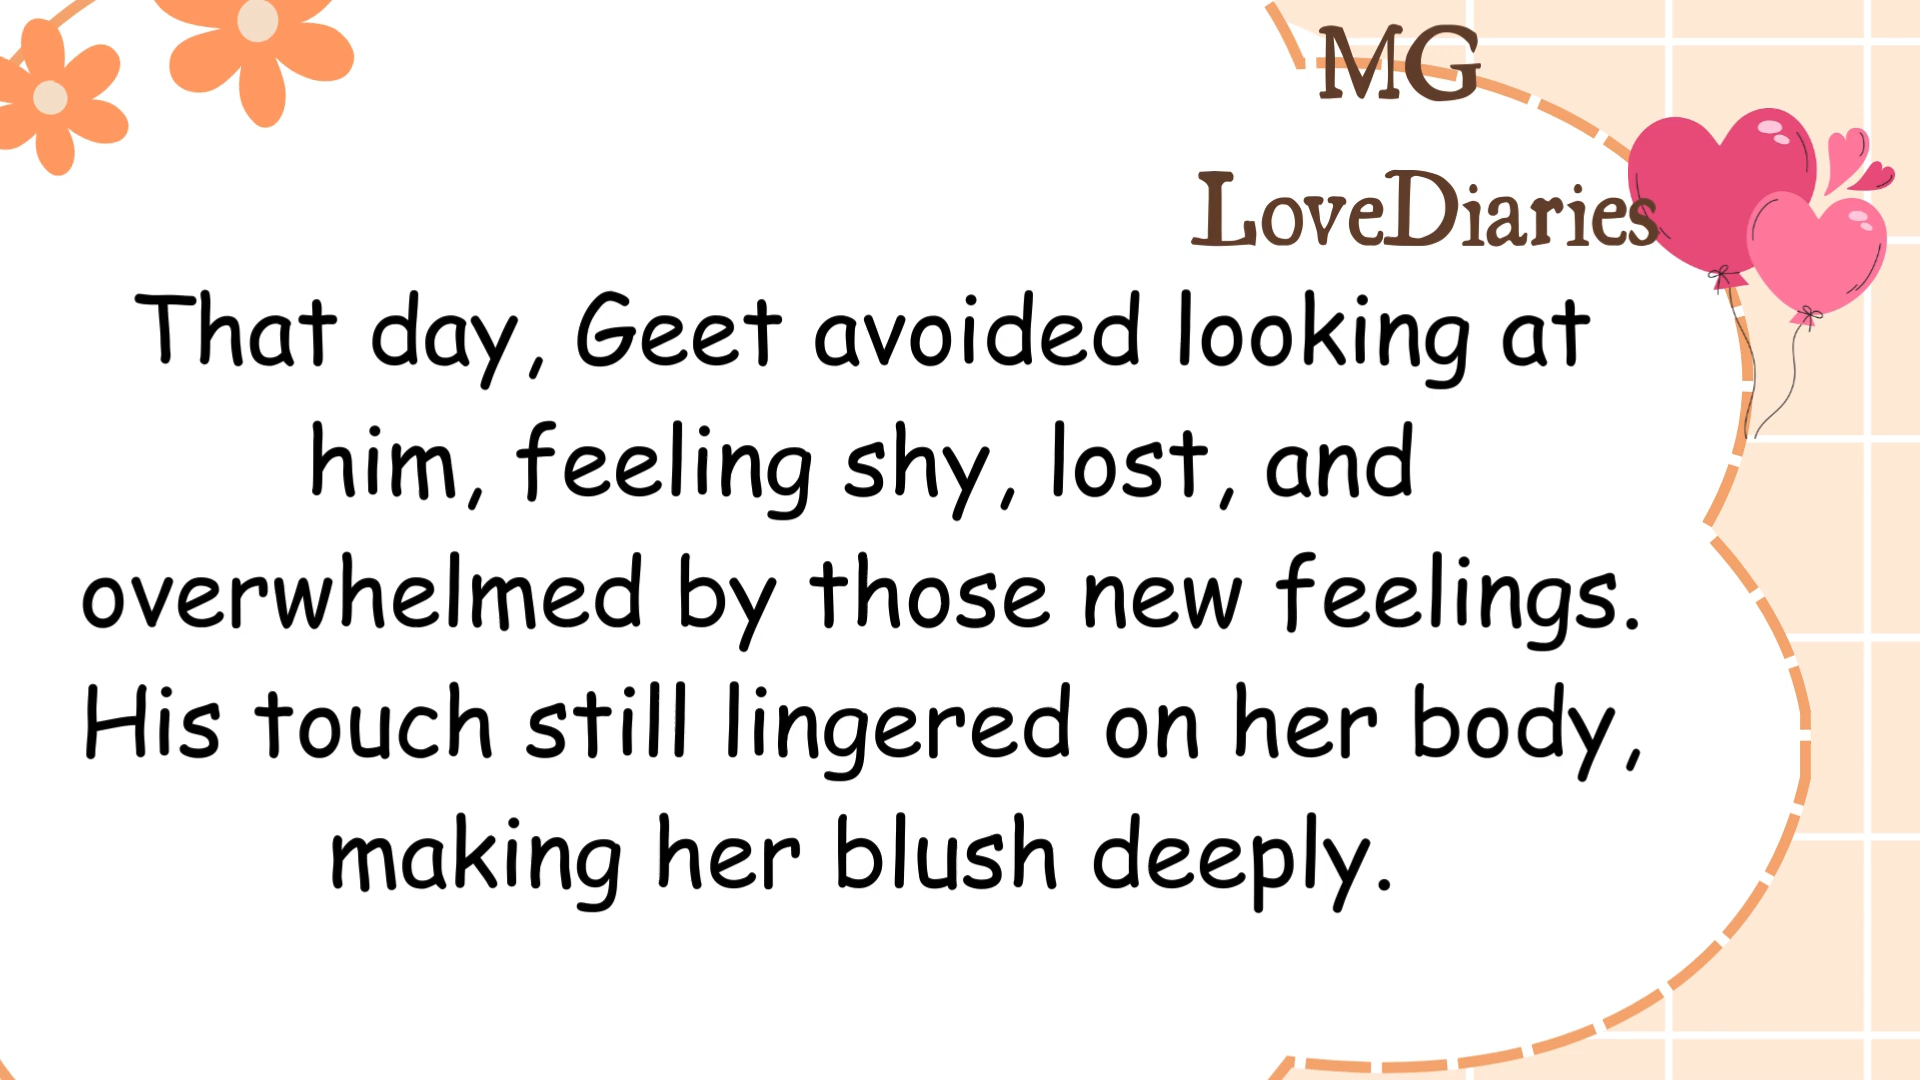 MG
LoveDiaries
That day, Geet avoided looking at
him, feeling shy, lost, and
overwhelmed by those new feelings.
His touch still lingered on her body,
making her blush deeply.